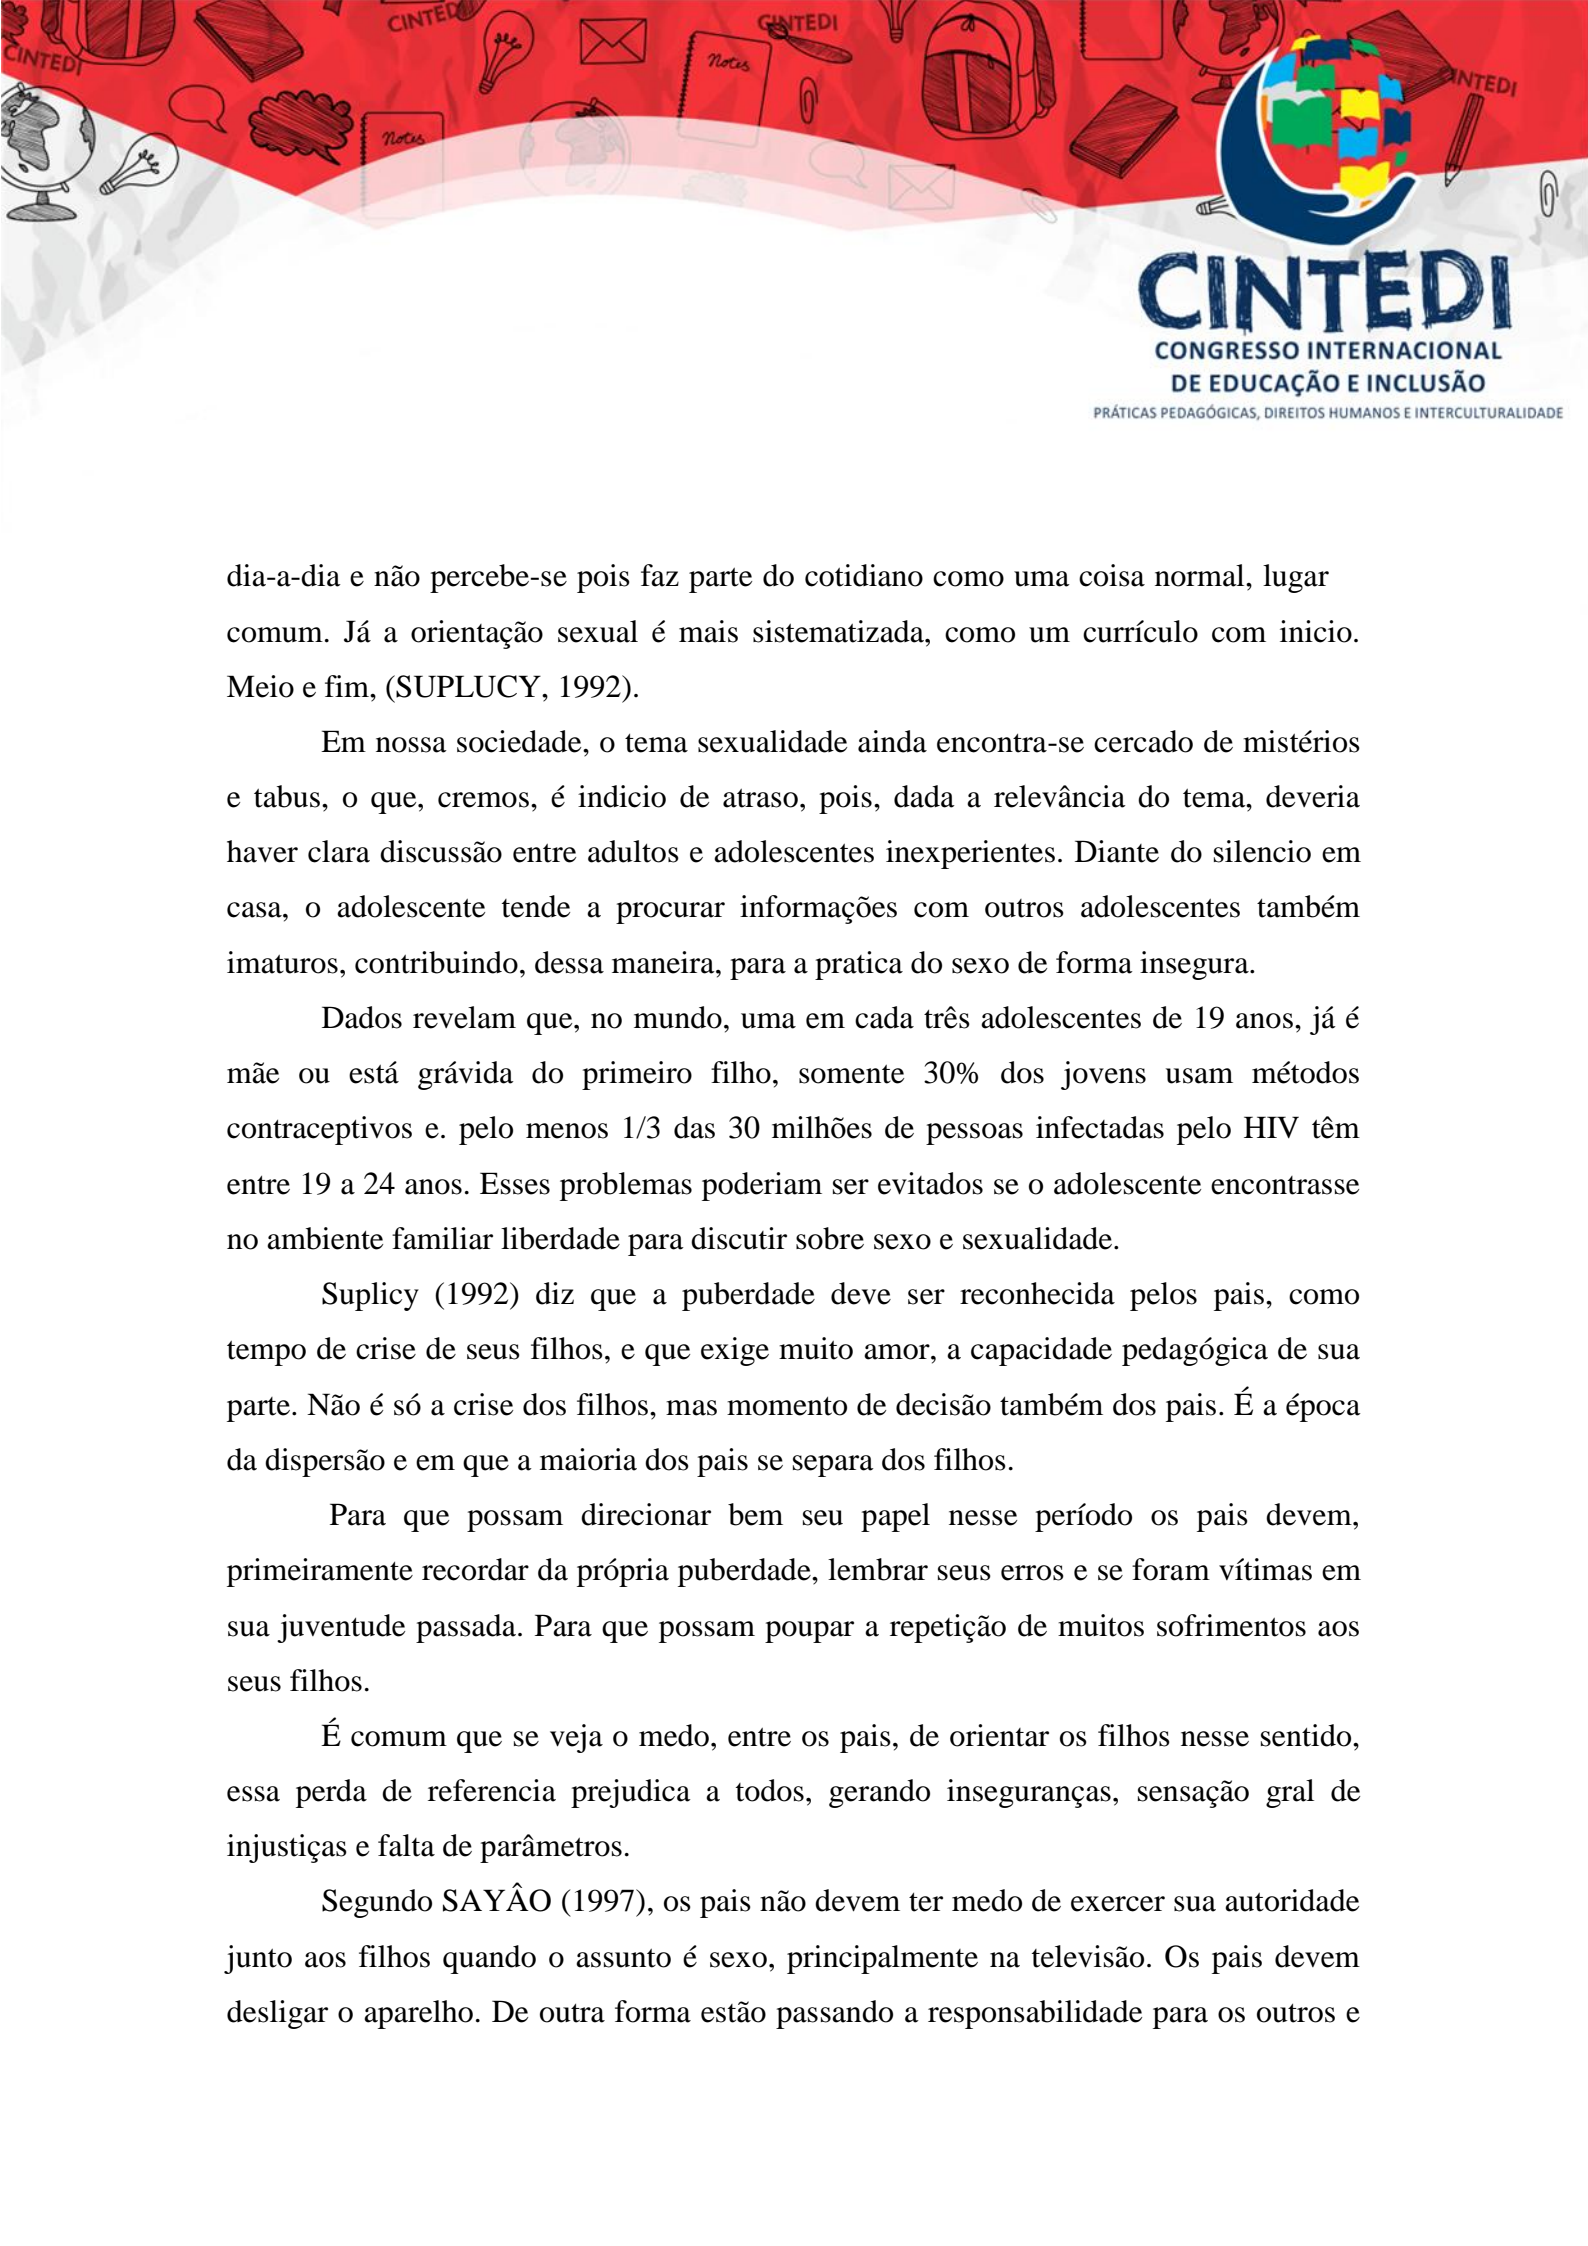 CINTEDI
CINTEDI
CINTEDI
Notes
Notes
INTEDI
CINTEDI
CONGRESSO INTERNACIONAL
DE EDUCAÇÃO E INCLUSÃO
PRÁTICAS PEDAGÓGICAS, DIREITOS HUMANOS E INTERCULTURALIDADE
dia-a-dia e não percebe-se pois faz parte do cotidiano como uma coisa normal, lugar
comum. Já a orientação sexual é mais sistematizada, como um currículo com inicio.
Meio e fim, (SUPLUCY, 1992).
Em nossa sociedade, o tema sexualidade ainda encontra-se cercado de mistérios
e tabus, o que, cremos, é indicio de atraso, pois, dada a relevância do tema, deveria
haver clara discussão entre adultos e adolescentes inexperientes. Diante do silencio em
casa, o adolescente tende a procurar informações com outros adolescentes também
imaturos, contribuindo, dessa maneira, para a pratica do sexo de forma insegura.
Dados revelam que, no mundo, uma em cada três adolescentes de 19 anos, já é
mãe ou está grávida do primeiro filho, somente 30% dos jovens usam métodos
contraceptivos e. pelo menos 1/3 das 30 milhões de pessoas infectadas pelo HIV têm
entre 19 a 24 anos. Esses problemas poderiam ser evitados se o adolescente encontrasse
no ambiente familiar liberdade para discutir sobre sexo e sexualidade.
Suplicy (1992) diz que a puberdade deve ser reconhecida pelos pais, como
tempo de crise de seus filhos, e que exige muito amor, a capacidade pedagógica de sua
parte. Não é só a crise dos filhos, mas momento de decisão também dos pais. É a época
da dispersão e em que a maioria dos pais se separa dos filhos.
Para que possam direcionar bem seu papel nesse período os pais devem,
primeiramente recordar da própria puberdade, lembrar seus erros e se foram vítimas em
sua juventude passada. Para que possam poupar a repetição de muitos sofrimentos aos
seus filhos.
É comum que se veja o medo, entre os pais, de orientar os filhos nesse sentido,
essa perda de referencia prejudica a todos, gerando inseguranças, sensação gral de
injustiças e falta de parâmetros.
Segundo SAYÂO (1997), os pais não devem ter medo de exercer sua autoridade
junto aos filhos quando o assunto é sexo, principalmente na televisão. Os pais devem
desligar o aparelho. De outra forma estão passando a responsabilidade para os outros e